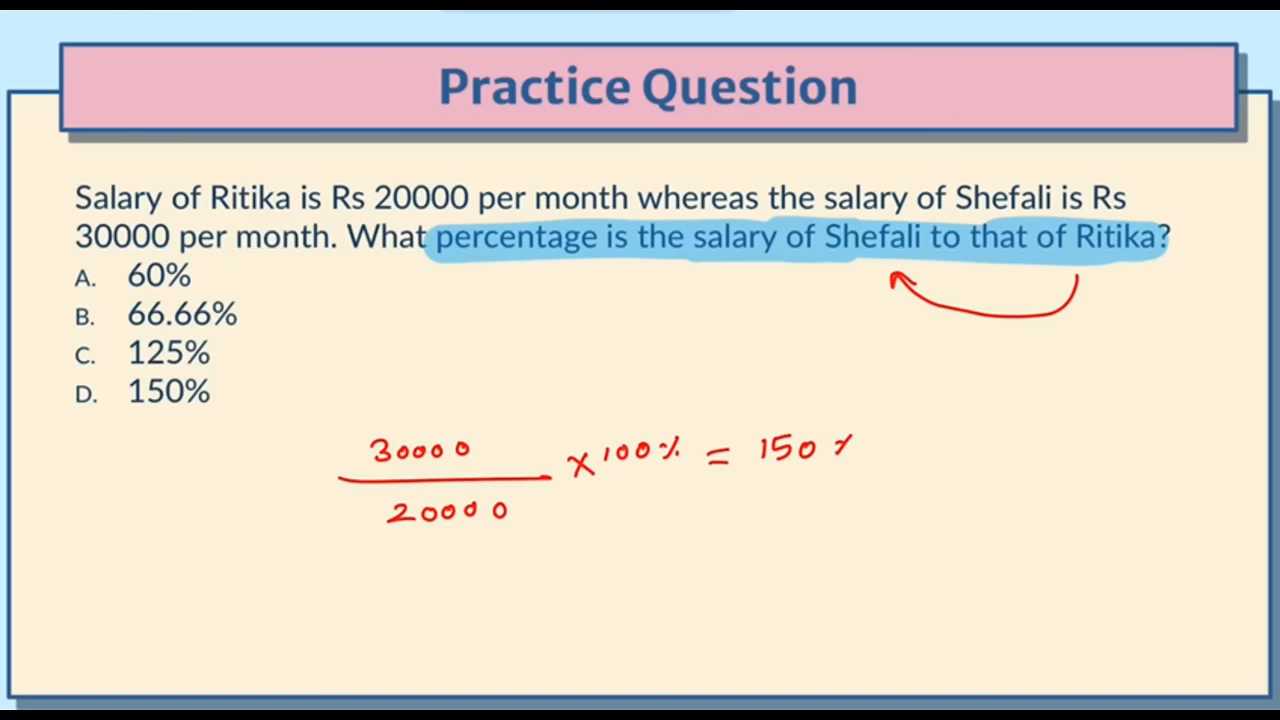 Practice Question
Salary of Ritika is Rs 20000 per month whereas the salary of Shefali is Rs
30000 per month. What percentage is the salary of Shefali to that of Ritika?
A. 60%
B. 66.66%
C. 125%
D. 150%
30000
× 100% = 150%
20000